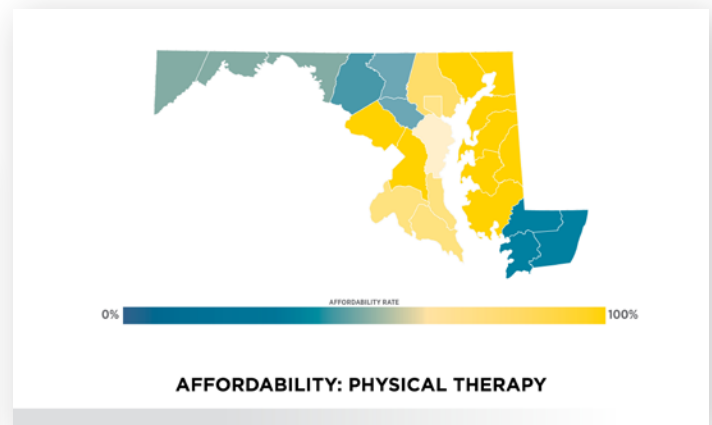 AFFORDABILITY RATE
0%
100%
AFFORDABILITY: PHYSICAL THERAPY